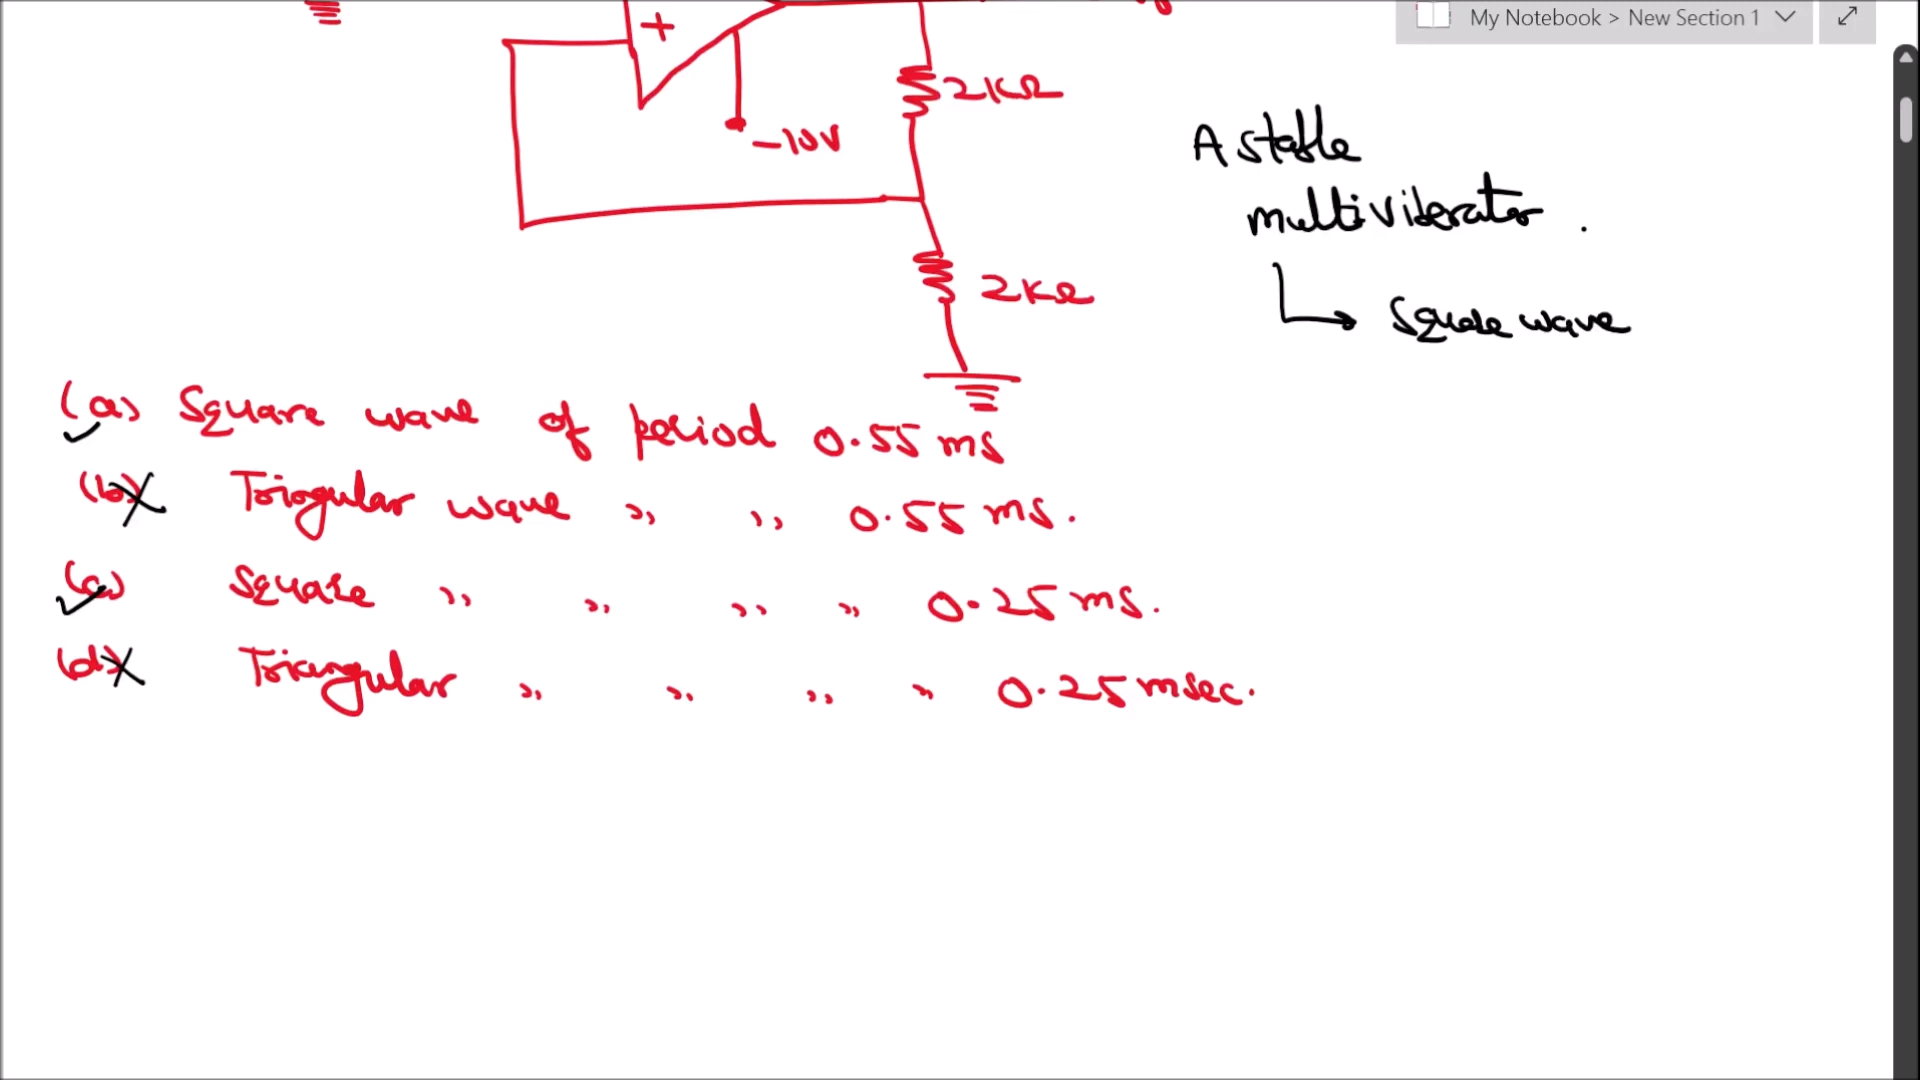 My Notebook > New Section 1
+
2KΩ
-10V
Astable
multivibrator.
2KΩ
Square wave
(a) Square wave of period 0.55 ms
(b) Triangular wave ,, ,, 0.55 ms.
(c) Square ,, ,, ,, ,, 0.25 ms.
(d) Triangular ,, ,, ,, ,, 0.25 msec.